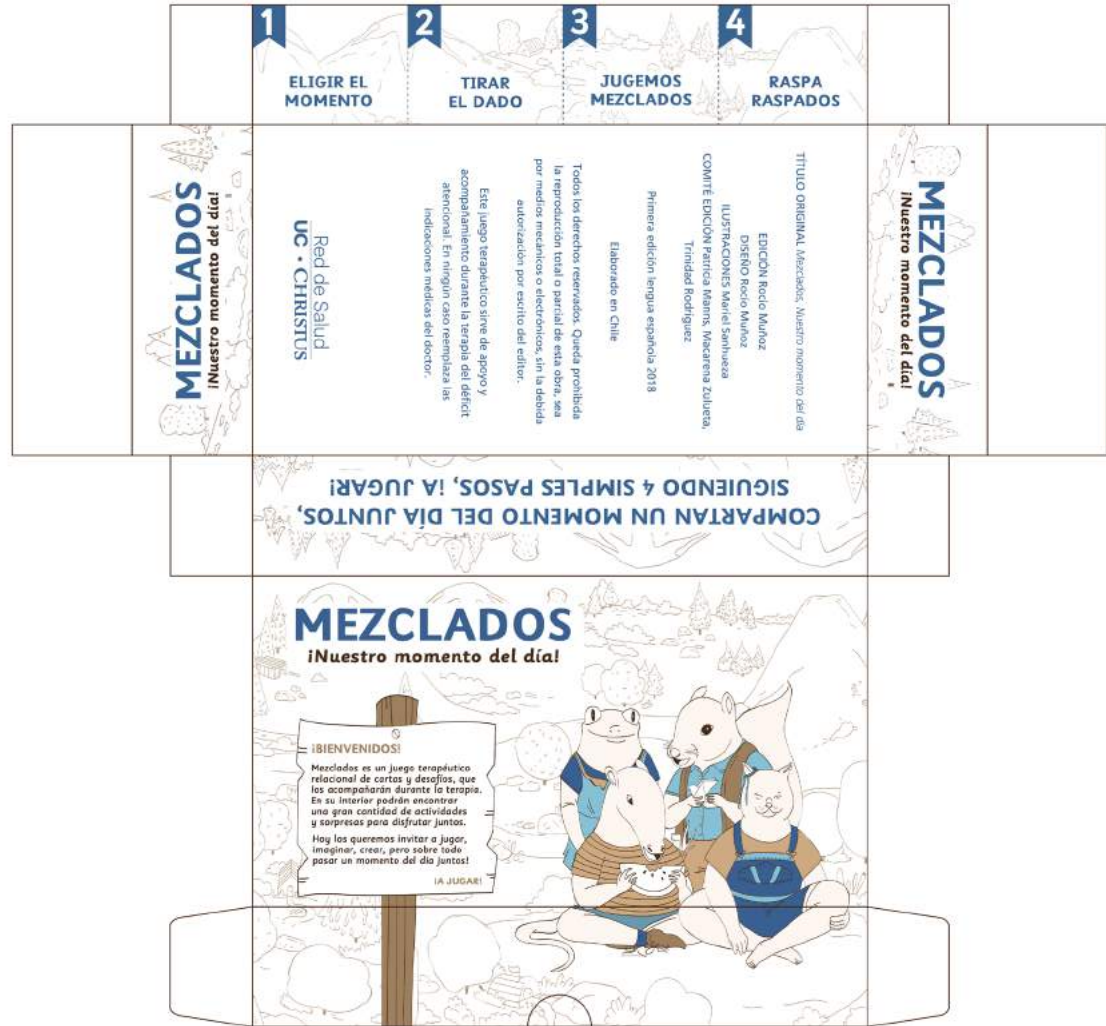 1
ELIGIR EL
MOMENTO
2
TIRAR
EL DADO
3
JUGEMOS
MEZCLADOS
4
RASPA
RASPADOS
MEZCLADOS
¡Nuestro momento del día!
TÍTULO ORIGINAL Mezclados, Nuestro momento del día
EDICIÓN Rocío Muñoz
DISEÑO Rocío Muñoz
ILUSTRACIONES Mariel Sanhueza
COMITÉ EDICIÓN Patricia Manns, Macarena Zulueta,
Trinidad Rodríguez
Primera edición lengua española 2018
Elaborado en Chile
Todos los derechos reservados. Queda prohibida
la reproducción total o parcial de esta obra, sea
por medios mecánicos o electrónicos, sin la debida
autorización por escrito del editor.
Este juego terapéutico sirve de apoyo y
acompañamiento durante la terapia del déficit
atencional. En ningún caso reemplaza las
indicaciones médicas del doctor.
Red de Salud
UC • CHRISTUS
MEZCLADOS
¡Nuestro momento del día!
COMPARTAN UN MOMENTO DEL DÍA JUNTOS,
SIGUIENDO 4 SIMPLES PASOS, ¡A JUGAR!
MEZCLADOS
¡Nuestro momento del día!
¡BIENVENIDOS!
Mezclados es un juego terapéutico
relacional de cartas y desafíos, que
los acompañarán durante la terapia.
En su interior podrán encontrar
una gran cantidad de actividades
y sorpresas para disfrutar juntos.
Hoy los queremos invitar a jugar,
imaginar, crear, pero sobre todo
pasar un momento del día juntos!
¡A JUGAR!